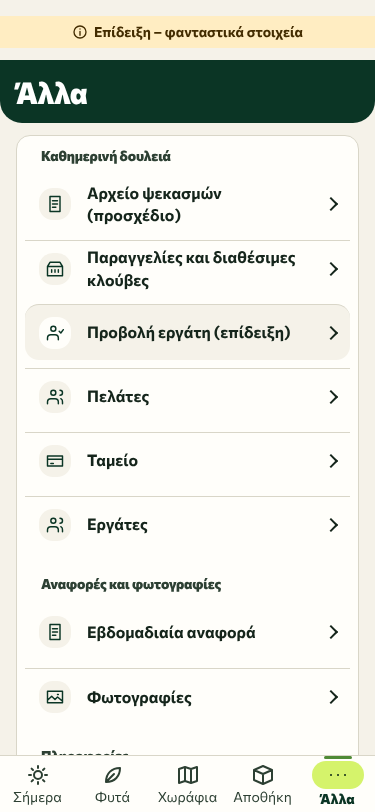 Επίδειξη – φανταστικά στοιχεία
Άλλα
Καθημερινή δουλειά
Αρχείο ψεκασμών
(προσχέδιο)
Παραγγελίες και διαθέσιμες
κλούβες
Προβολή εργάτη (επίδειξη)
Πελάτες
Ταμείο
Εργάτες
Αναφορές και φωτογραφίες
Εβδομαδιαία αναφορά
Φωτογραφίες
Σήμερα
Φυτά
Χωράφια
Αποθήκη
Άλλα